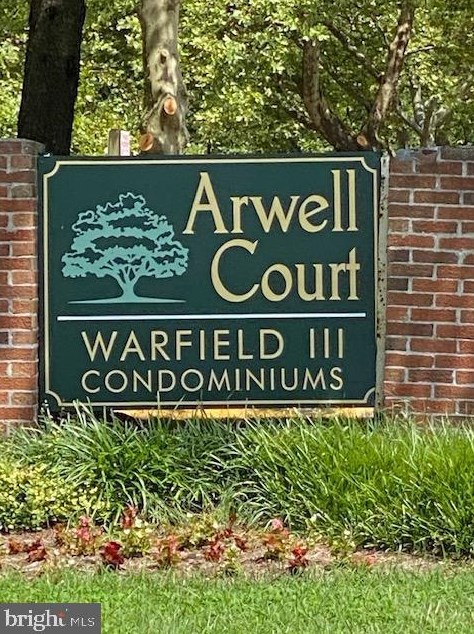 Arwell
Court
WARFIELD III
CONDOMINIUMS
bright MLS